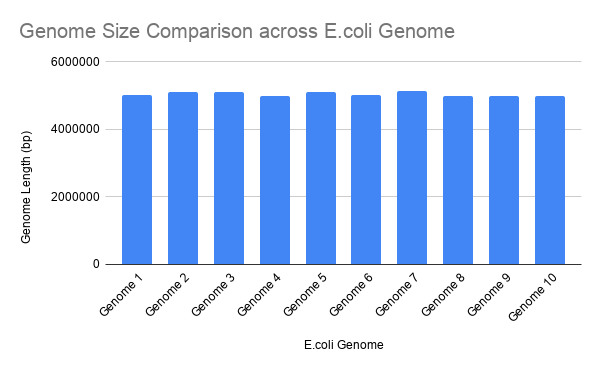 Genome Size Comparison across E.coli Genome
6000000
4000000
2000000
0
Genome Length (bp)
Genome 1
Genome 2
Genome 3
Genome 4
Genome 5
Genome 6
Genome 7
Genome 8
Genome 9
Genome 10
E.coli Genome